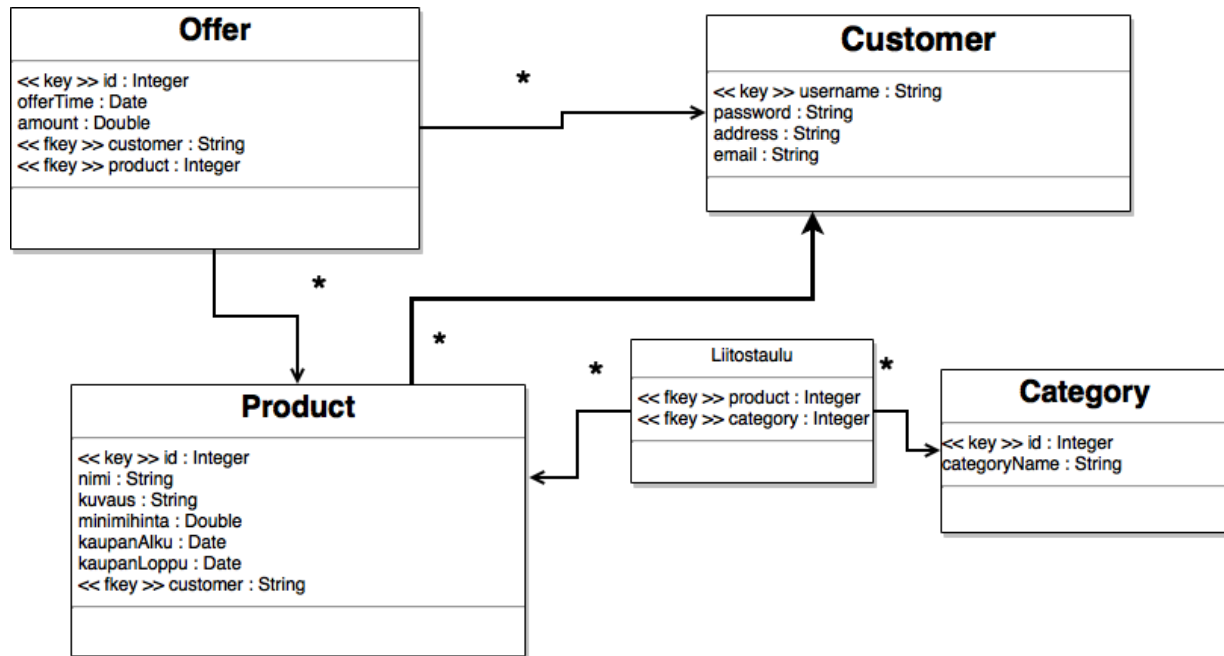 Offer
<< key >> id : Integer
offerTime : Date
amount : Double
<< fkey >> customer : String
<< fkey >> product : Integer
*
Customer
<< key >> username : String
password : String
address : String
email : String
*
*
Product
<< key >> id : Integer
nimi : String
kuvaus : String
minimihinta : Double
kaupanAlku : Date
kaupanLoppu : Date
<< fkey >> customer : String
*
Liitostaulu
<< fkey >> product : Integer
<< fkey >> category : Integer
*
Category
<< key >> id : Integer
categoryName : String